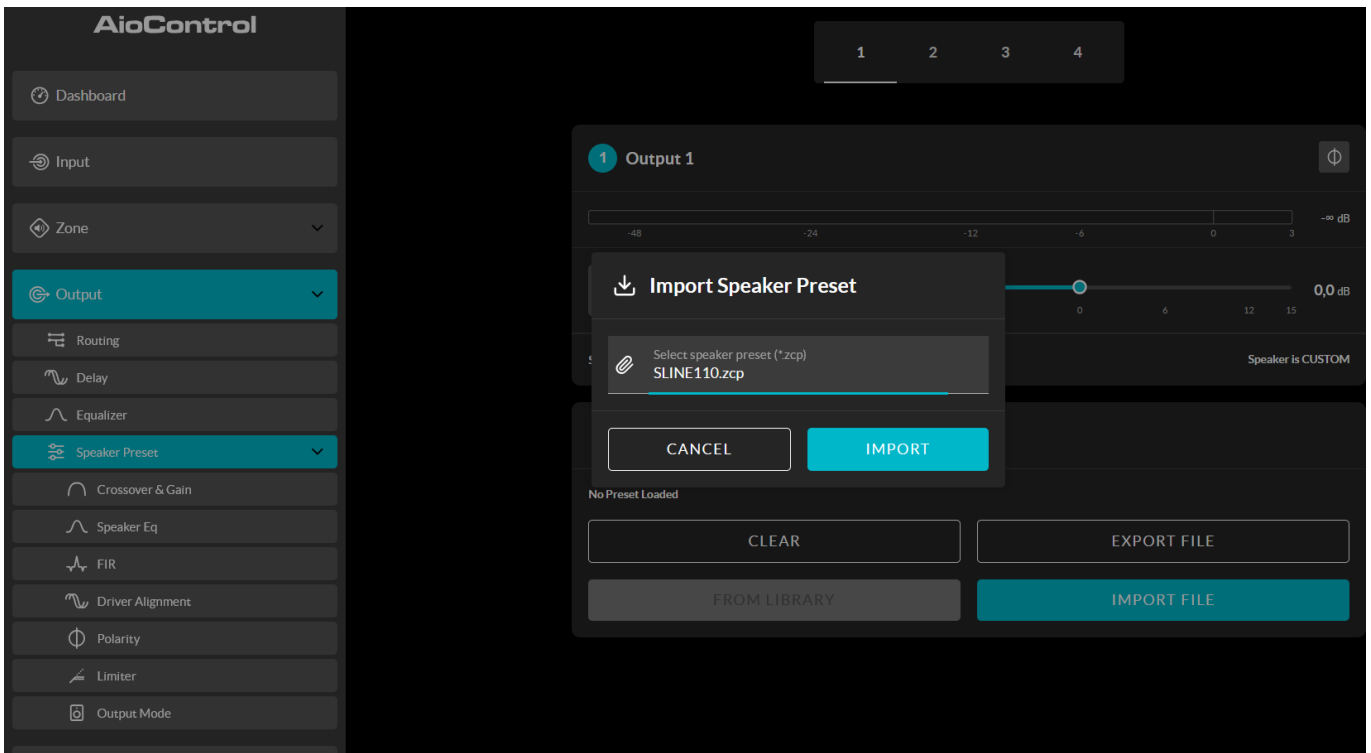 AioControl
1 2 3 4
Dashboard
Input
Zone
Output
Routing
Delay
Equalizer
Speaker Preset
Crossover & Gain
Speaker Eq
FIR
Driver Alignment
Polarity
Limiter
Output Mode
1 Output 1
-∞ dB
-48 -24 -12 -6 0 3
0,0 dB
0 6 12 15
Speaker is CUSTOM
Import Speaker Preset
Select speaker preset (*.zcp)
SLINE110.zcp
CANCEL IMPORT
No Preset Loaded
CLEAR EXPORT FILE
FROM LIBRARY IMPORT FILE